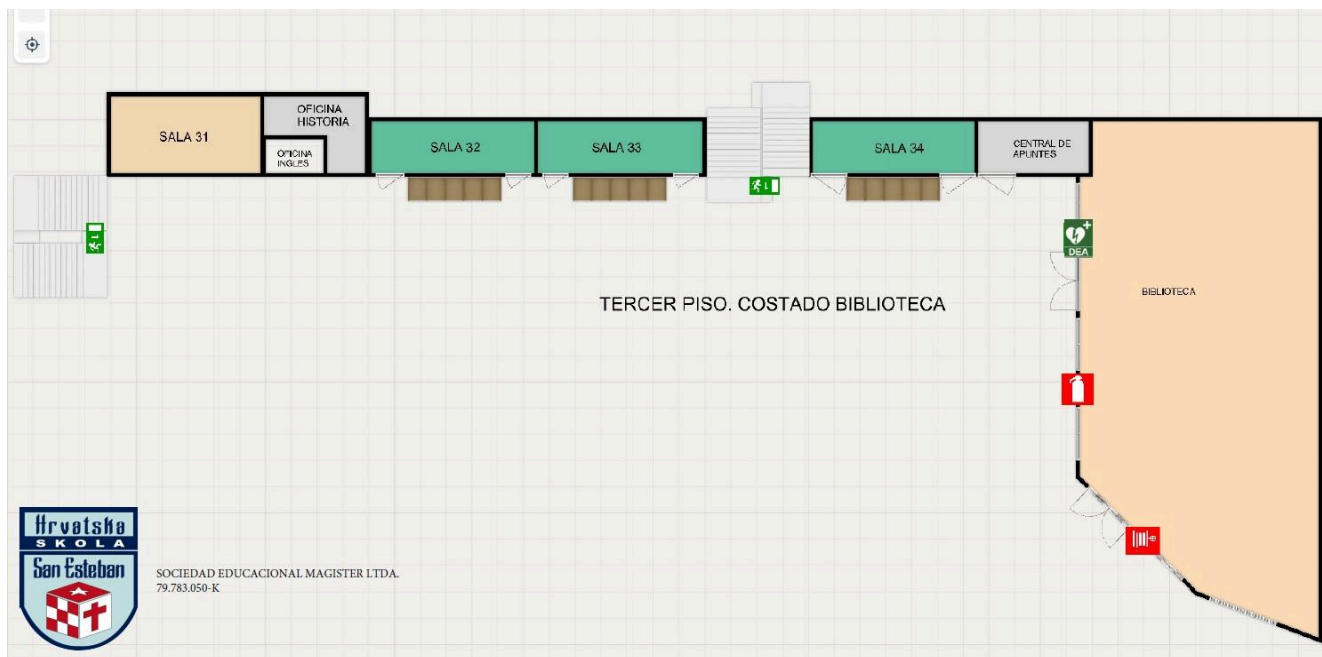 SALA 31
OFICINA
HISTORIA
OFICINA
INGLES
SALA 32
SALA 33
SALA 34
CENTRAL DE
APUNTES
DEA
BIBLIOTECA
TERCER PISO. COSTADO BIBLIOTECA
Hrvatska
SKOLA
San Esteban
SOCIEDAD EDUCACIONAL MAGISTER LTDA.
79.783.050-K